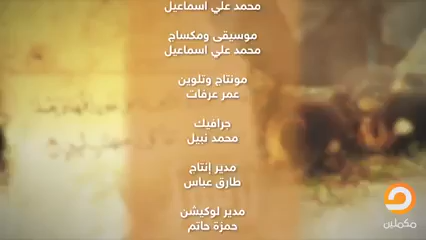 محمد علي اسماعيل
موسيقى ومكساج
محمد علي اسماعيل
مونتاج وتلوين
عمر عرفات
جرافيك
محمد نبيل
مدير إنتاج
طارق عباس
مدير لوكيشن
حمزة حاتم
مكملين